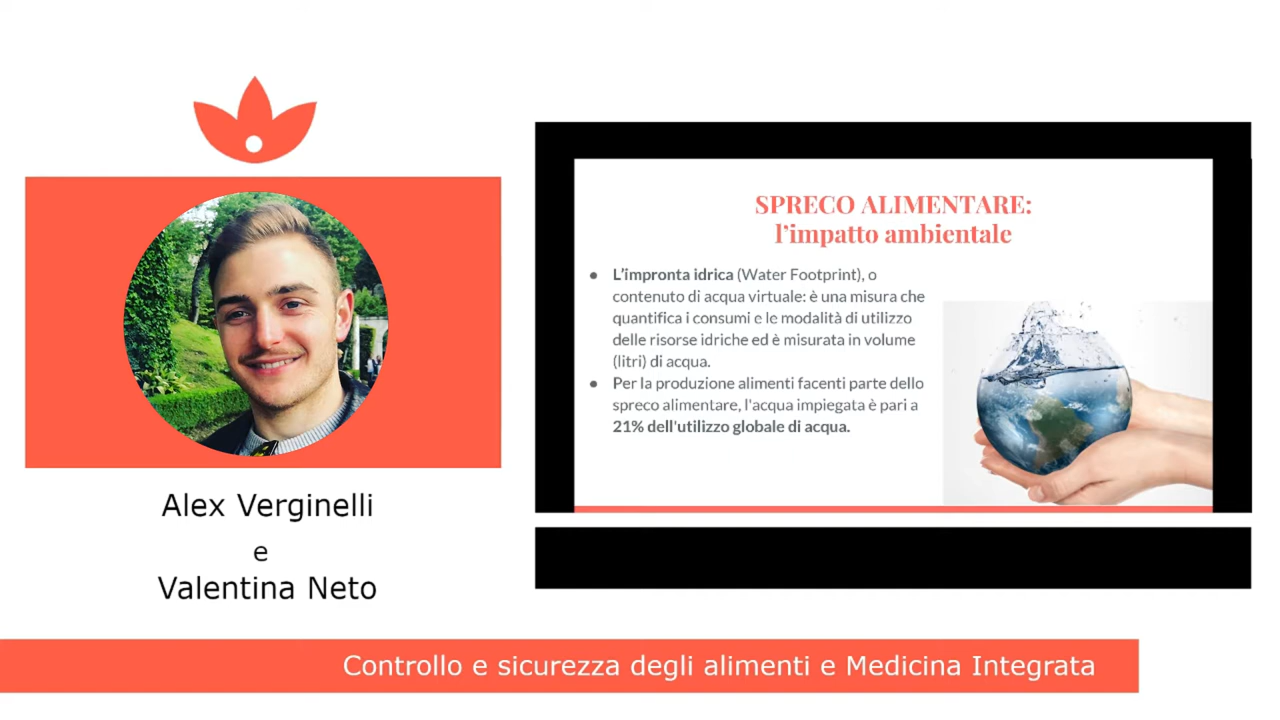 Alex Verginelli
e
Valentina Neto
SPRECO ALIMENTARE:
l'impatto ambientale
● L'impronta idrica (Water Footprint), o
contenuto di acqua virtuale: è una misura che
quantifica i consumi e le modalità di utilizzo
delle risorse idriche ed è misurata in volume
(litri) di acqua.
● Per la produzione alimenti facenti parte dello
spreco alimentare, l'acqua impiegata è pari a
21% dell'utilizzo globale di acqua.
Controllo e sicurezza degli alimenti e Medicina Integrata